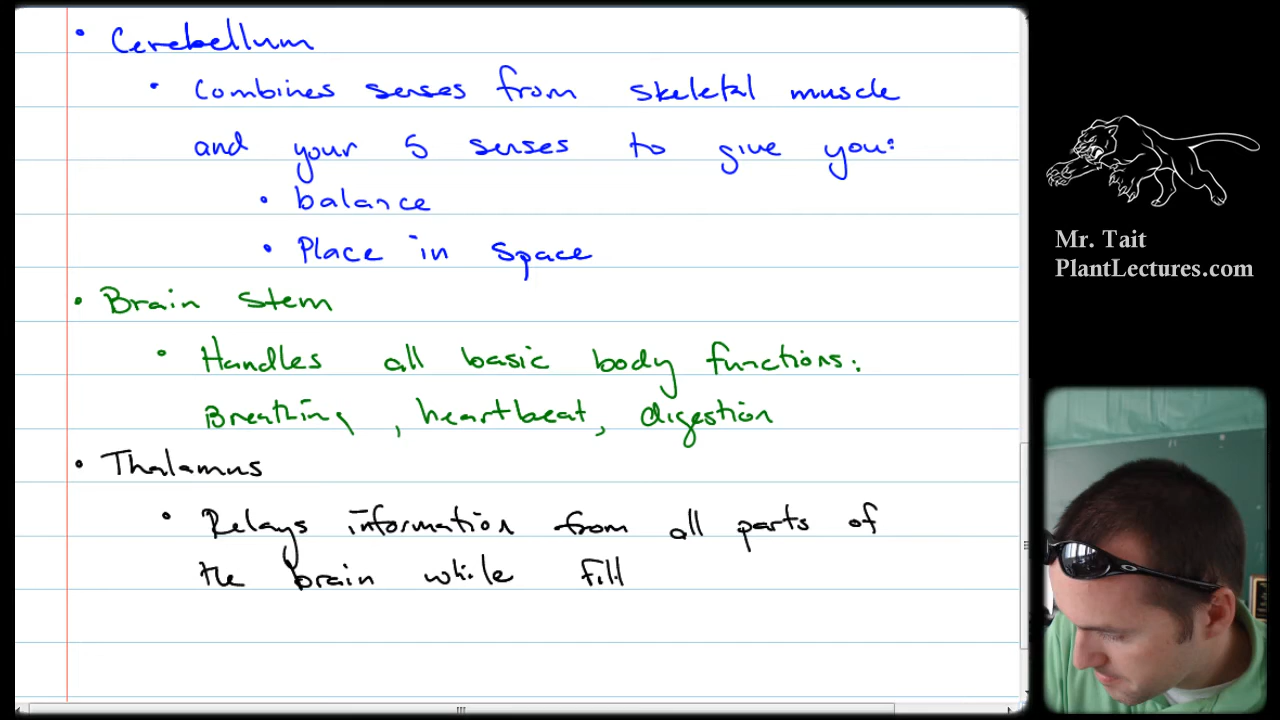 • Cerebellum
• Combines senses from skeletal muscle
and your 5 senses to give you:
• balance
• Place in space
• Brain stem
• Handles all basic body functions:
Breathing, heartbeat, digestion
• Thalamus
• Relays information from all parts of
the brain while filt
Mr. Tait
PlantLectures.com